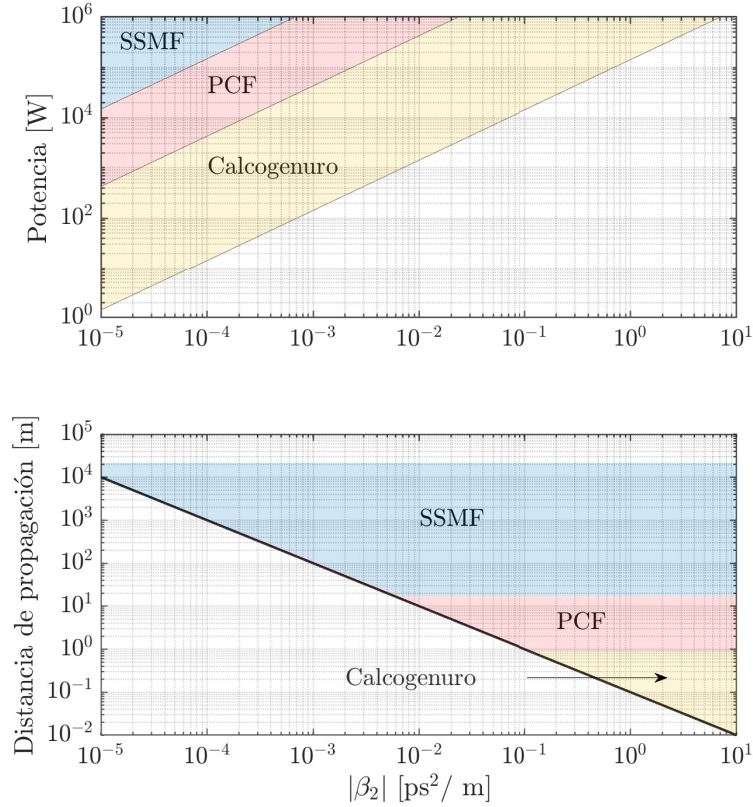 10^6
SSMF
PCF
10^4
Calcogenuro
10^2
10^0
Potencia [W]
10^-5 10^-4 10^-3 10^-2 10^-1 10^0 10^1
10^5
10^4
SSMF
10^3
10^2
10^1
PCF
10^0
Calcogenuro
10^-1
10^-2
Distancia de propagación [m]
10^-5 10^-4 10^-3 10^-2 10^-1 10^0 10^1
|β₂| [ps²/ m]